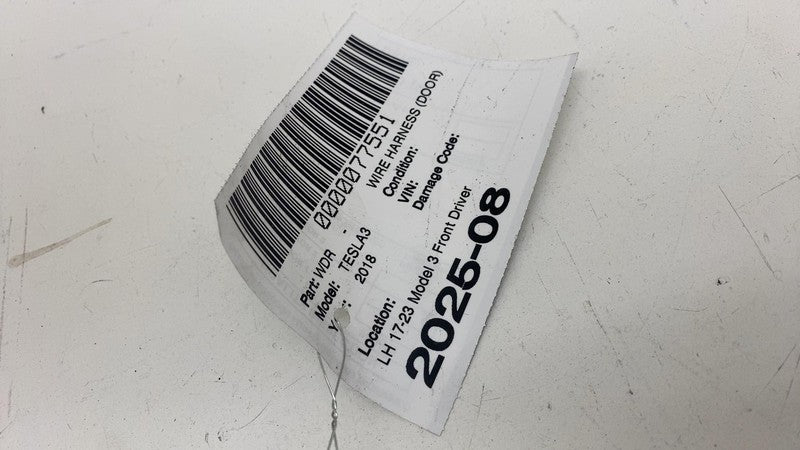 0000077551
Part: WDR - WIRE HARNESS (DOOR)
Model: TESLA3 Condition:
2018 VIN:
Damage Code:
Location:
LH 17-23 Model 3 Front Driver
2025-08